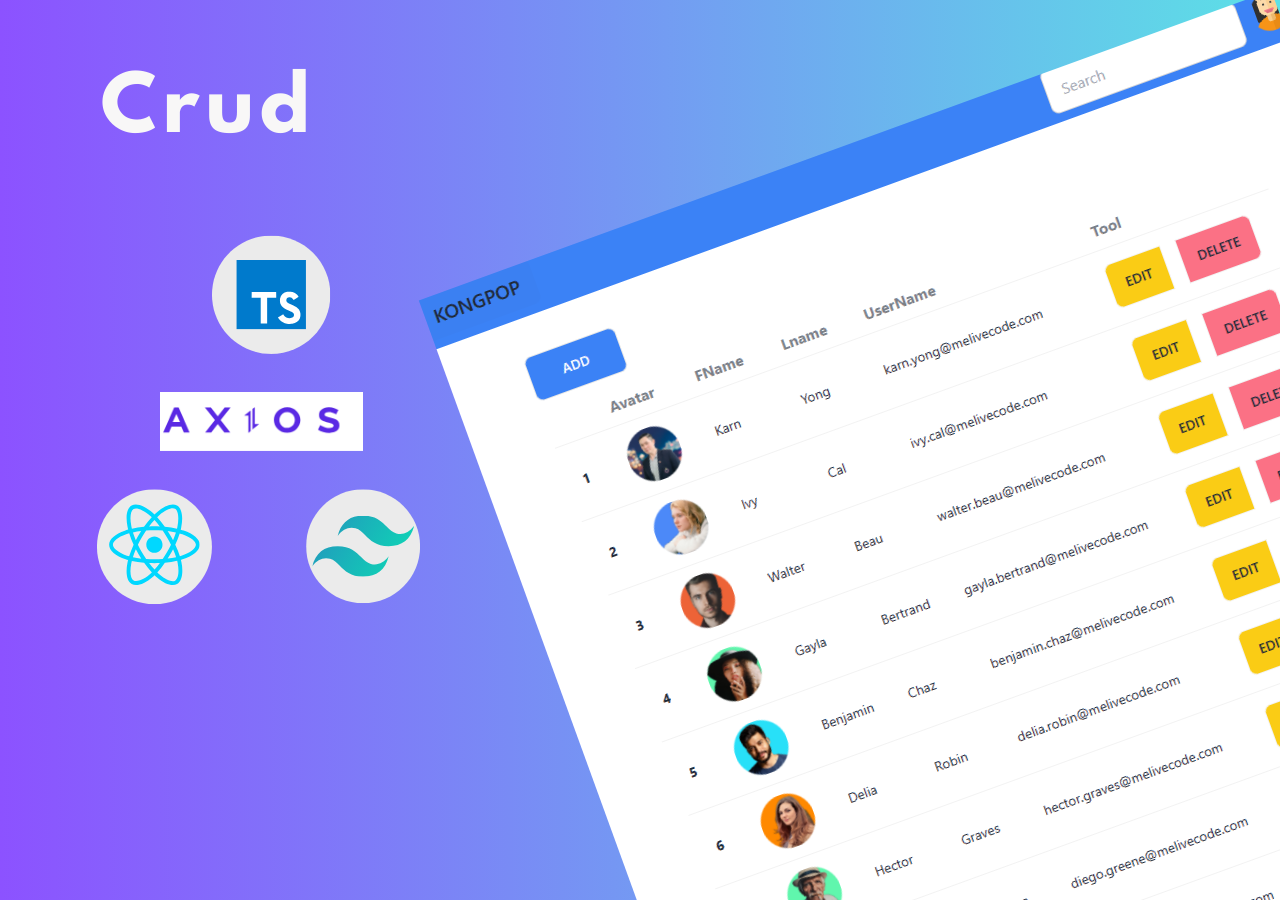 Crud
TS
AXIOS
Search
KONGPOP
ADD
Avatar FName Lname UserName Tool
1 Karn Yong karn.yong@melivecode.com EDIT DELETE
2 Ivy Cal ivy.cal@melivecode.com EDIT DELETE
3 Walter Beau walter.beau@melivecode.com EDIT DELE
4 Gayla Bertrand gayla.bertrand@melivecode.com EDIT
5 Benjamin Chaz benjamin.chaz@melivecode.com EDIT
6 Delia Robin delia.robin@melivecode.com EDI
Hector Graves hector.graves@melivecode.com
diego.greene@melivecode.com